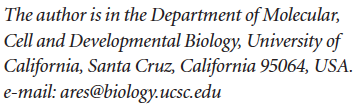 The author is in the Department of Molecular,
Cell and Developmental Biology, University of
California, Santa Cruz, California 95064, USA.
e-mail: ares@biology.ucsc.edu